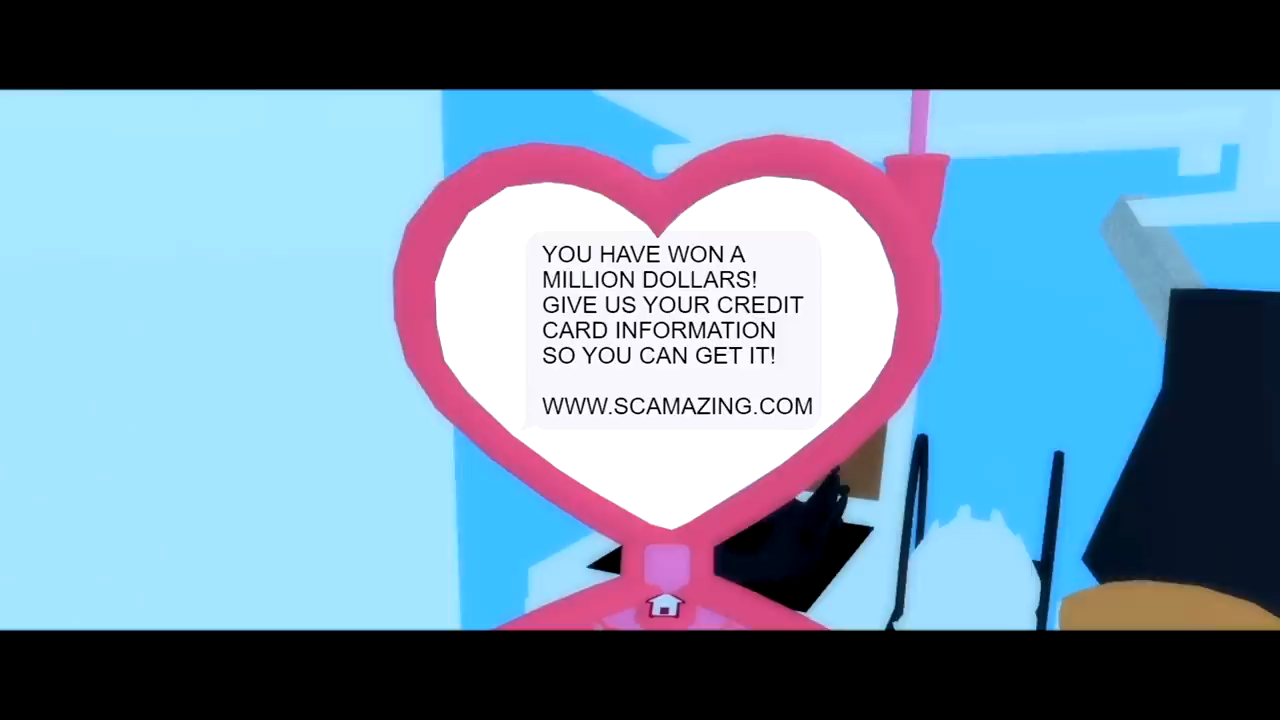 YOU HAVE WON A
MILLION DOLLARS!
GIVE US YOUR CREDIT
CARD INFORMATION
SO YOU CAN GET IT!
WWW.SCAMAZING.COM